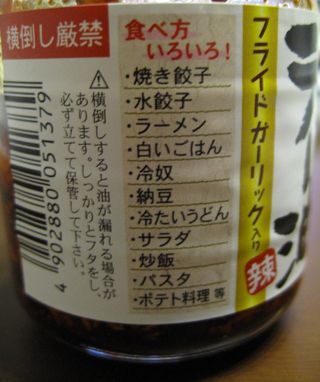 横倒し厳禁
食べ方
いろいろ！
・焼き餃子
・水餃子
・ラーメン
・白いごはん
・冷奴
・納豆
・冷たいうどん
・サラダ
・炒飯
・パスタ
・ポテト料理 等
⚠横倒しすると油が漏れる場合が
あります。しっかりとフタをし、
必ず立てて保管して下さい。
4 902880 051379
フライドガーリック入り
辣